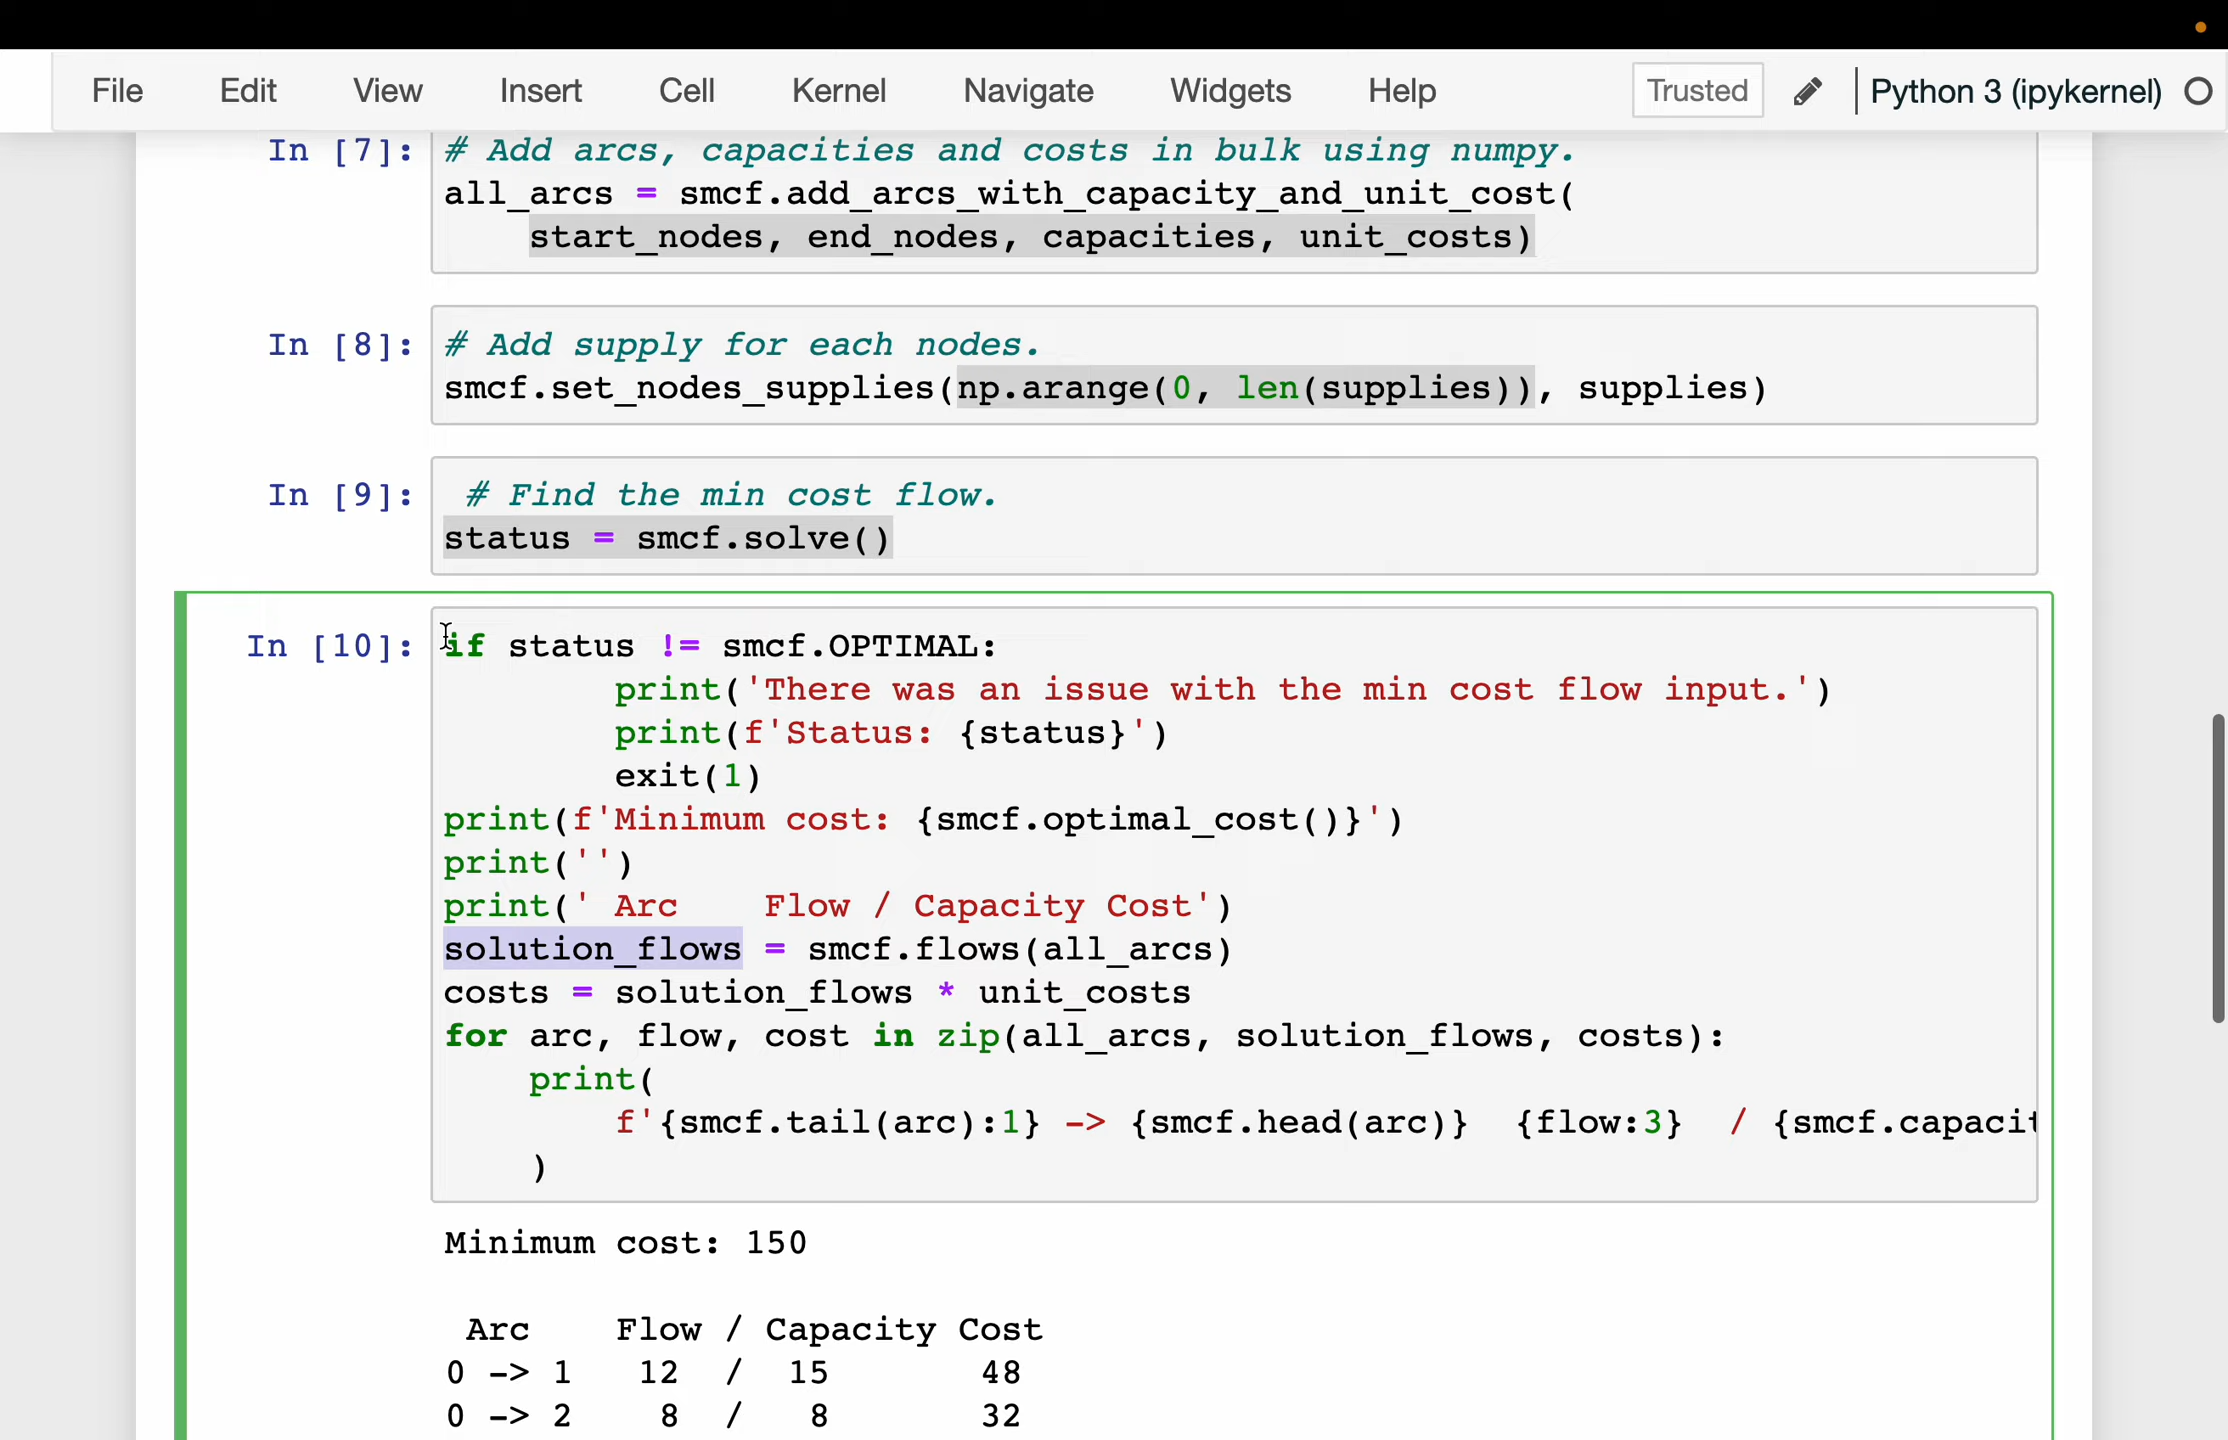 File Edit View Insert Cell Kernel Navigate Widgets Help Trusted Python 3 (ipykernel)
In [7]: # Add arcs, capacities and costs in bulk using numpy.
all_arcs = smcf.add_arcs_with_capacity_and_unit_cost(
start_nodes, end_nodes, capacities, unit_costs)
In [8]: # Add supply for each nodes.
smcf.set_nodes_supplies(np.arange(0, len(supplies)), supplies)
In [9]: # Find the min cost flow.
status = smcf.solve()
In [10]: if status != smcf.OPTIMAL:
print('There was an issue with the min cost flow input.')
print(f'Status: {status}')
exit(1)
print(f'Minimum cost: {smcf.optimal_cost()}')
print('')
print(' Arc    Flow / Capacity Cost')
solution_flows = smcf.flows(all_arcs)
costs = solution_flows * unit_costs
for arc, flow, cost in zip(all_arcs, solution_flows, costs):
print(
f'{smcf.tail(arc):1} -> {smcf.head(arc)}  {flow:3}  / {smcf.capacit
)
Minimum cost: 150
Arc    Flow / Capacity Cost
0 -> 1   12  /  15       48
0 -> 2    8  /   8       32